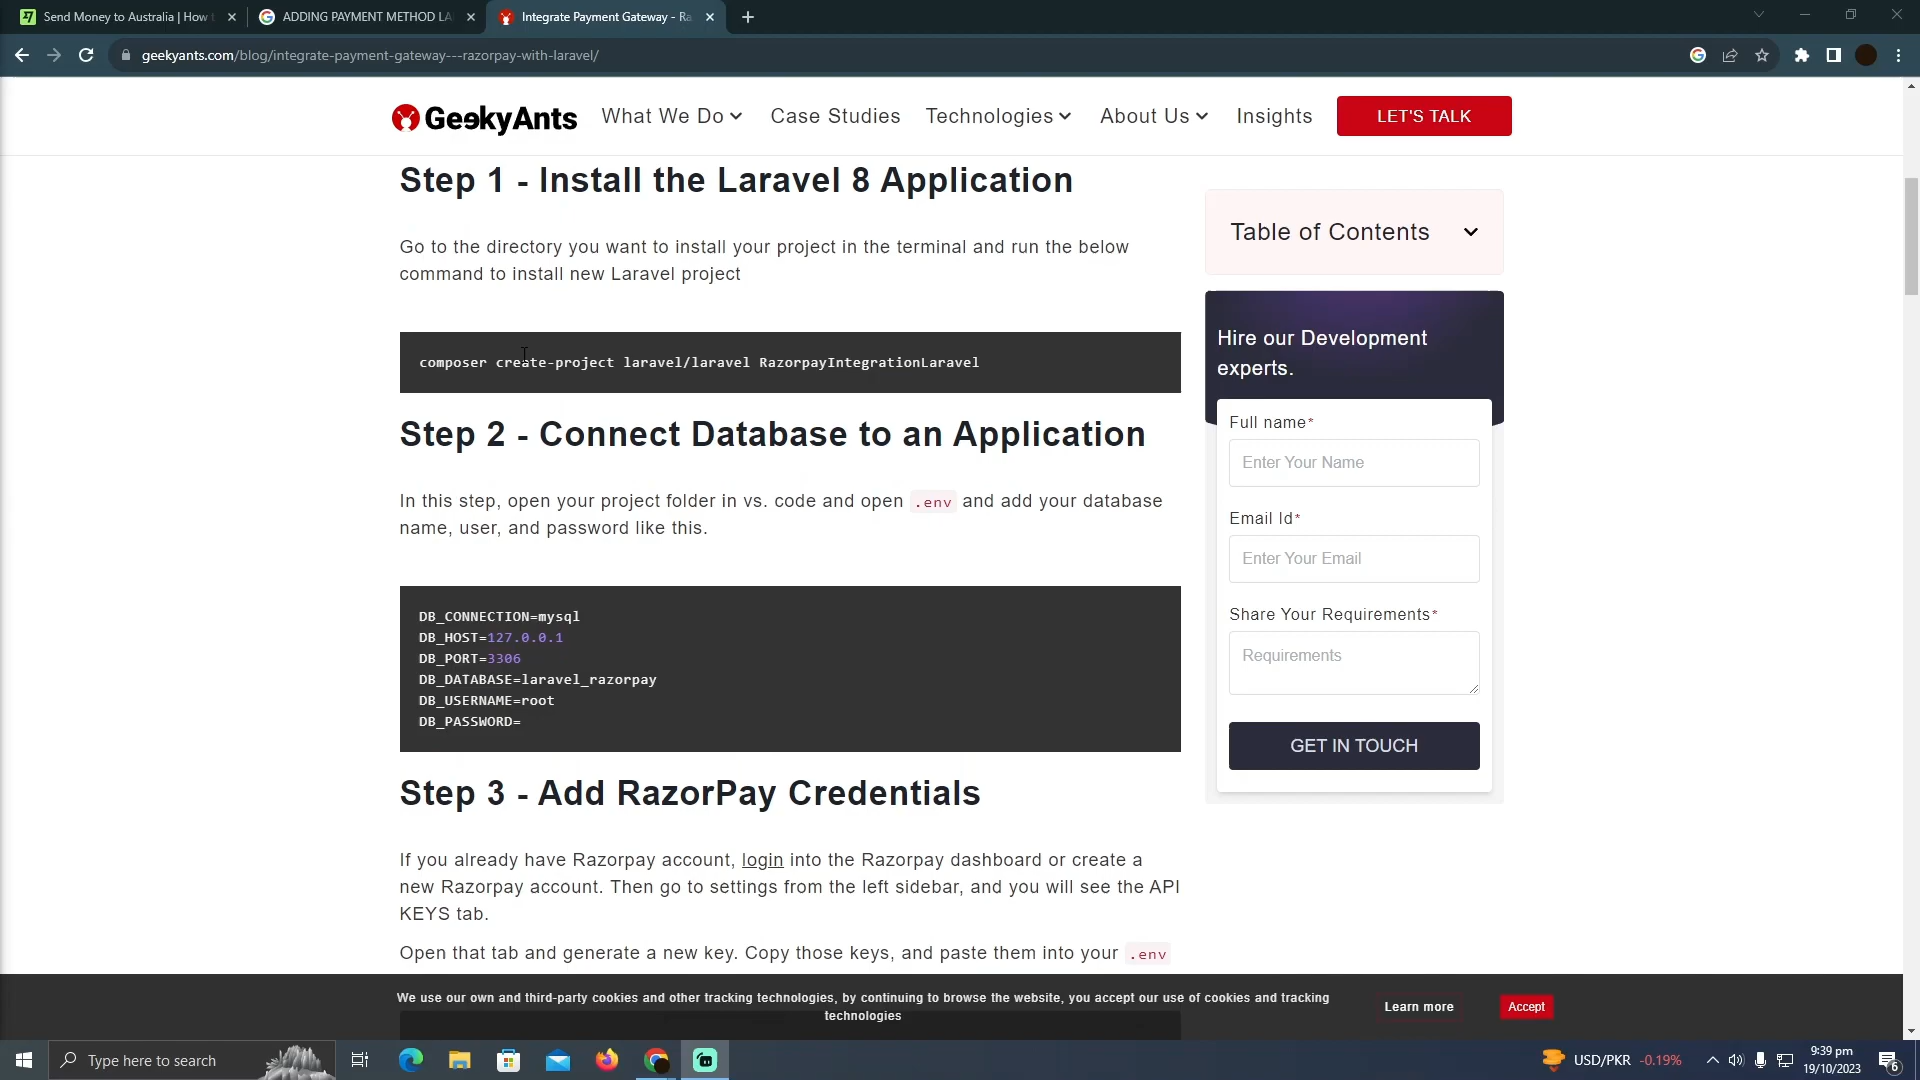 Send Money to Australia | How
ADDING PAYMENT METHOD LA
Integrate Payment Gateway - Ra
geekyants.com/blog/integrate-payment-gateway---razorpay-with-laravel/
GeekyAnts
What We Do
Case Studies
Technologies
About Us
Insights
LET'S TALK
Step 1 - Install the Laravel 8 Application
Go to the directory you want to install your project in the terminal and run the below
command to install new Laravel project
composer create-project laravel/laravel RazorpayIntegrationLaravel
Step 2 - Connect Database to an Application
In this step, open your project folder in vs. code and open .env and add your database
name, user, and password like this.
DB_CONNECTION=mysql
DB_HOST=127.0.0.1
DB_PORT=3306
DB_DATABASE=laravel_razorpay
DB_USERNAME=root
DB_PASSWORD=
Step 3 - Add RazorPay Credentials
If you already have Razorpay account, login into the Razorpay dashboard or create a
new Razorpay account. Then go to settings from the left sidebar, and you will see the API
KEYS tab.
Open that tab and generate a new key. Copy those keys, and paste them into your .env
Table of Contents
Hire our Development
experts.
Full name*
Enter Your Name
Email Id*
Enter Your Email
Share Your Requirements*
Requirements
GET IN TOUCH
We use our own and third-party cookies and other tracking technologies, by continuing to browse the website, you accept our use of cookies and tracking
technologies
Learn more
Accept
Type here to search
USD/PKR -0.19%
9:39 pm
19/10/2023
6